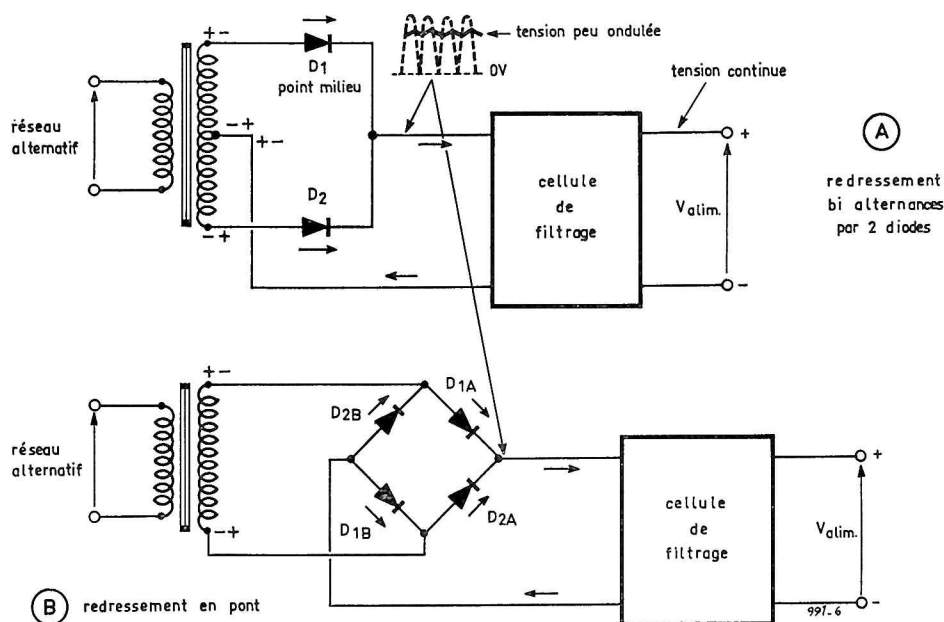 +-
D1
point milieu
-+
+-
réseau
alternatif
D2
-+
tension peu ondulée
0V
tension continue
cellule
de
filtrage
+
Valim.
-
A
redressement
bi alternances
par 2 diodes
+-
réseau
alternatif
-+
D2B
D1A
D1B
D2A
cellule
de
filtrage
+
Valim.
-
991-6
B redressement en pont